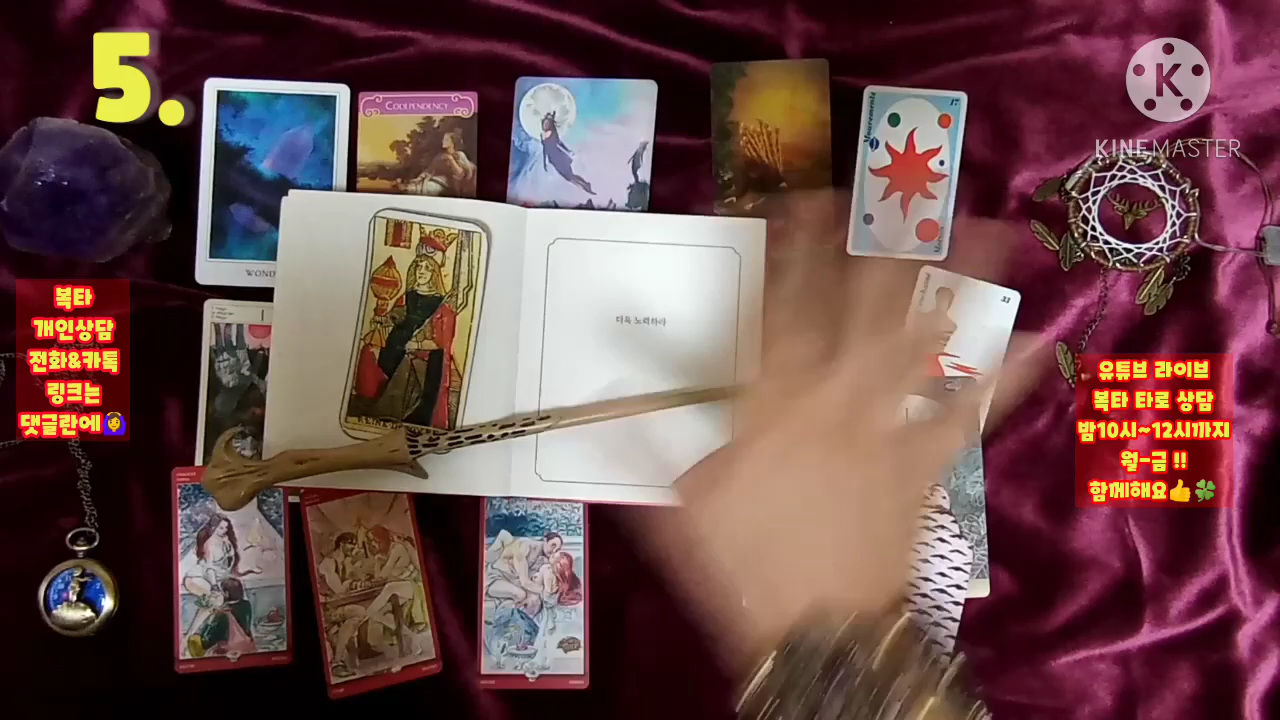 5.
CODEPENDENCY
17
KINEMASTER
WOND
복타
개인상담
전화&카톡
링크는
댓글란에🙆‍♀️
더욱 노력하라
33
I
유튜브 라이브
복타 타로 상담
밤10시~12시까지
월-금 !!
함께해요👍🍀